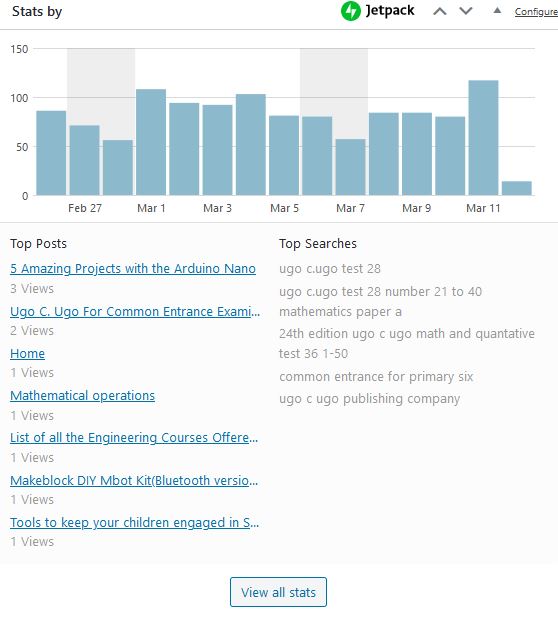 Stats by
Jetpack
Configure
150
100
50
0
Feb 27
Mar 1
Mar 3
Mar 5
Mar 7
Mar 9
Mar 11
Top Posts
5 Amazing Projects with the Arduino Nano
3 Views
Ugo C. Ugo For Common Entrance Exami...
2 Views
Home
1 Views
Mathematical operations
1 Views
List of all the Engineering Courses Offere...
1 Views
Makeblock DIY Mbot Kit(Bluetooth versio...
1 Views
Tools to keep your children engaged in S...
1 Views
Top Searches
ugo c.ugo test 28
ugo c.ugo test 28 number 21 to 40
mathematics paper a
24th edition ugo c ugo math and quantative
test 36 1-50
common entrance for primary six
ugo c ugo publishing company
View all stats